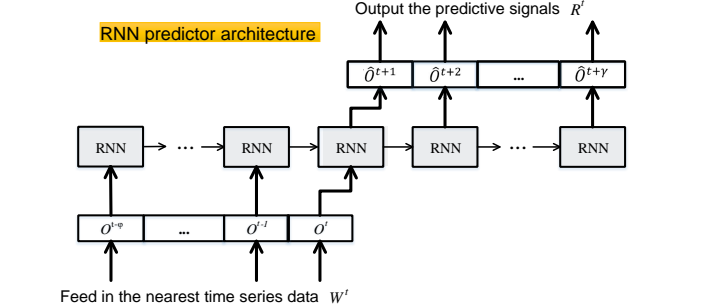 Output the predictive signals R^t
RNN predictor architecture
Ô^{t+1} Ô^{t+2} ... Ô^{t+γ}
RNN ... RNN RNN RNN ... RNN
O^{t-φ} ... O^{t-1} O^t
Feed in the nearest time series data W^t